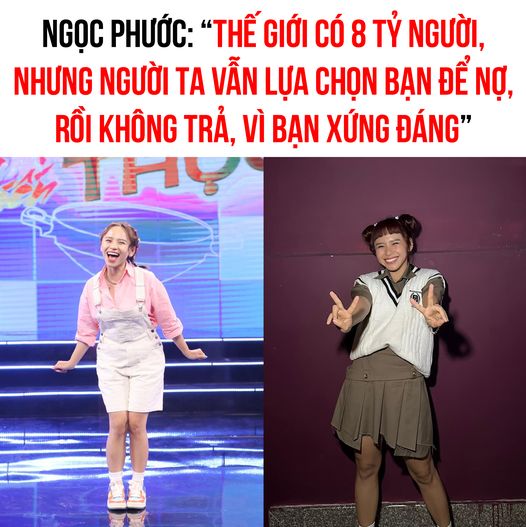 NGỌC PHƯỚC: “THẾ GIỚI CÓ 8 TỶ NGƯỜI,
NHƯNG NGƯỜI TA VẪN LỰA CHỌN BẠN ĐỂ NỢ,
RỒI KHÔNG TRẢ, VÌ BẠN XỨNG ĐÁNG”